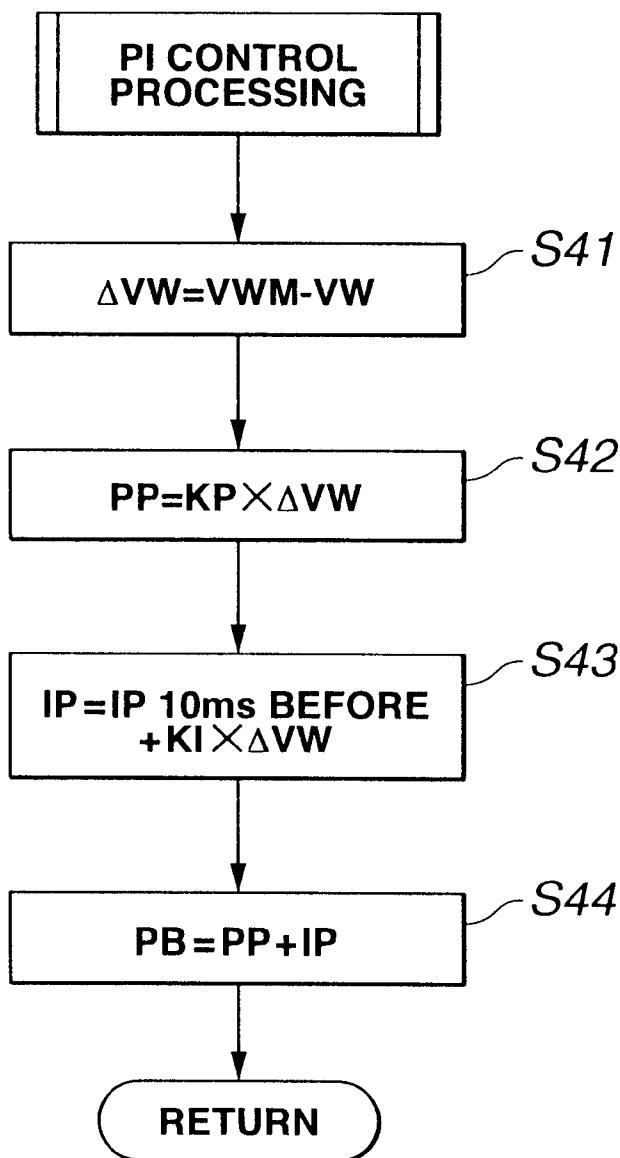 PI CONTROL
PROCESSING
S41
ΔVW=VWM-VW
S42
PP=KP×ΔVW
S43
IP=IP 10ms BEFORE
+KI×ΔVW
S44
PB=PP+IP
RETURN